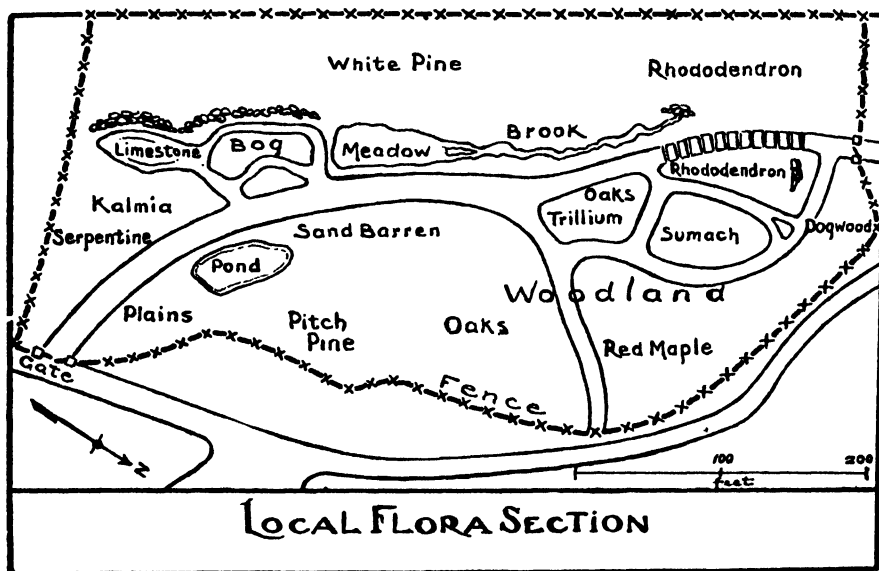 White Pine
Rhododendron
Limestone
Bog
Meadow
Brook
Rhododendron
Kalmia
Serpentine
Oaks
Trillium
Sumach
Dogwood
Sand Barren
Pond
Woodland
Plains
Pitch
Pine
Oaks
Red Maple
Gate
Fence
N
100
200
feet
LOCAL FLORA SECTION